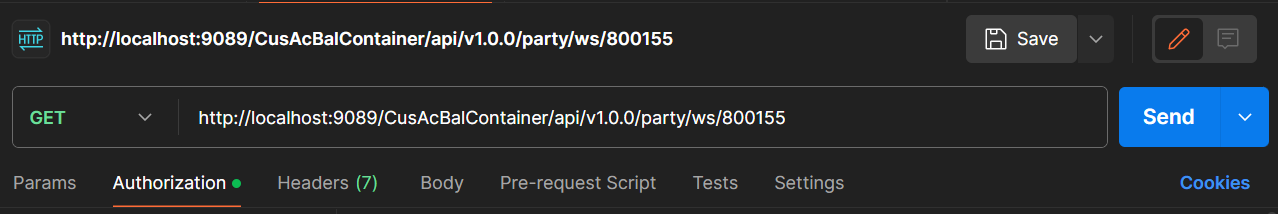 HTTP http://localhost:9089/CusAcBalContainer/api/v1.0.0/party/ws/800155 Save
GET http://localhost:9089/CusAcBalContainer/api/v1.0.0/party/ws/800155 Send
Params Authorization Headers (7) Body Pre-request Script Tests Settings Cookies